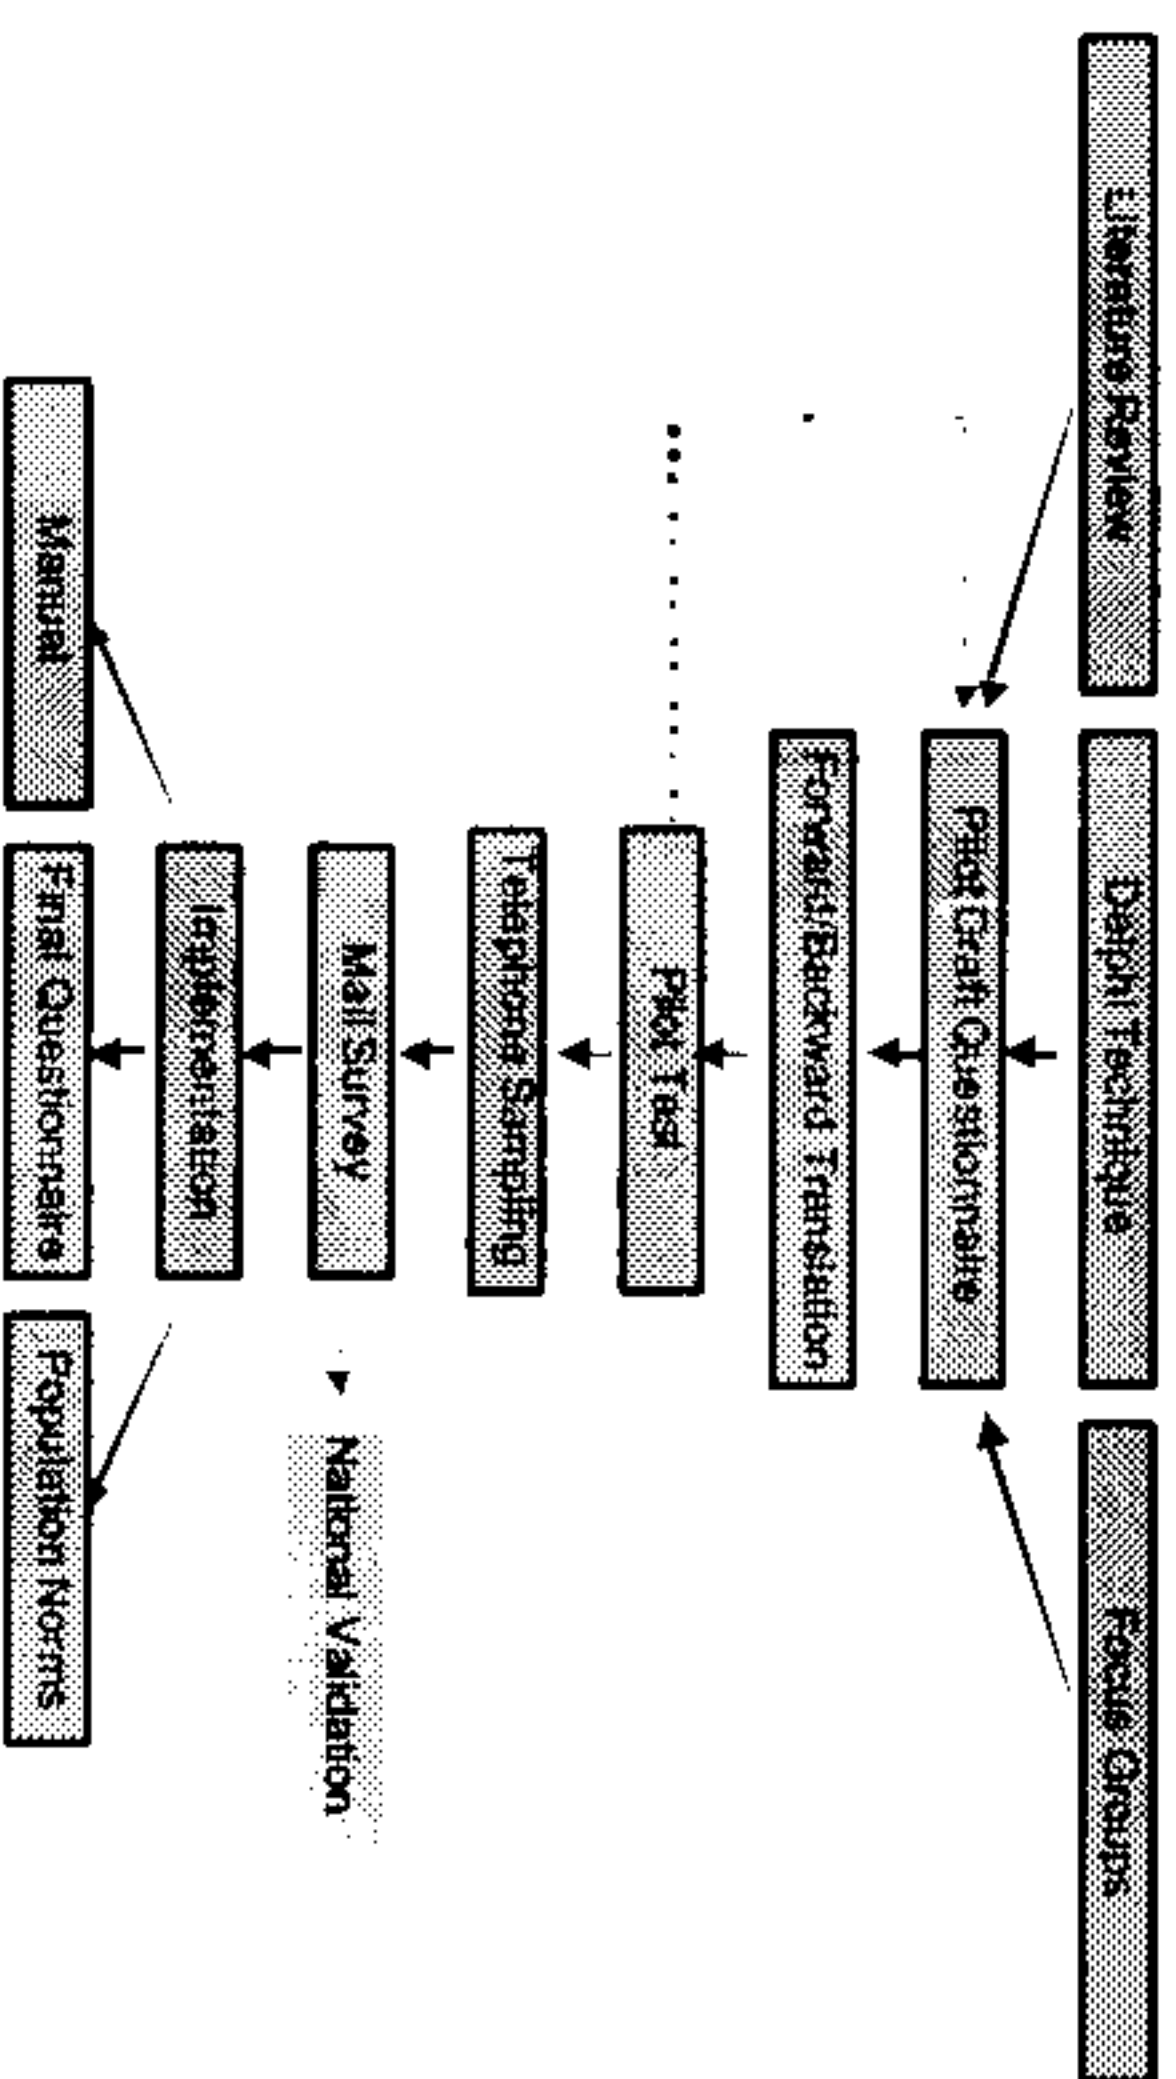 Literature Review
Delphi Technique
Focus Groups
Pilot Draft Questionnaire
Forward/Backward Translation
Pilot Test
Telephone Sampling
Mail Survey
National Validation
Implementation
Manual
Final Questionnaire
Population Norms